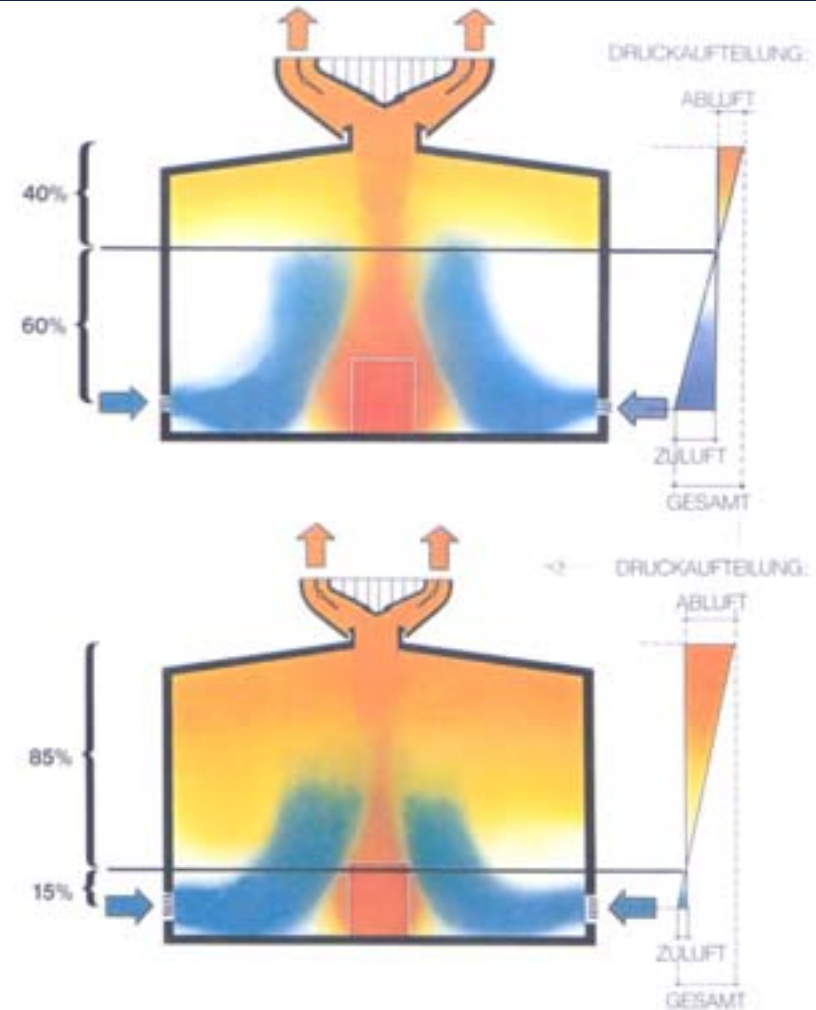 DRUCKAUFTEILUNG:
ABLUFT
40%
60%
ZULUFT
GESAMT
DRUCKAUFTEILUNG:
ABLUFT
85%
15%
ZULUFT
GESAMT